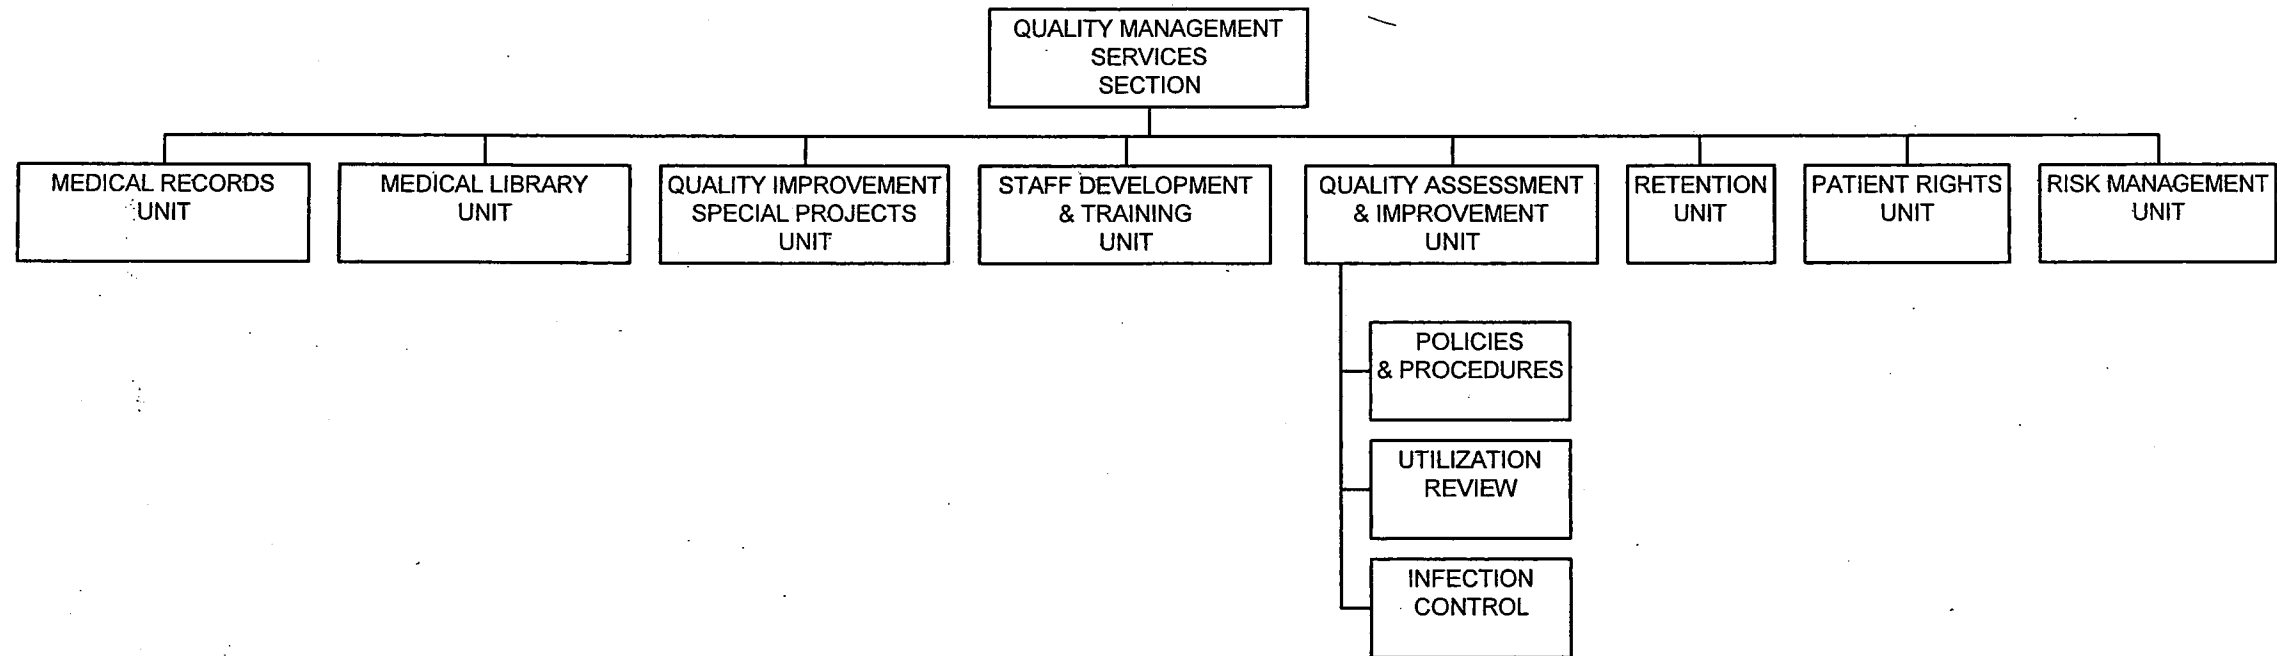 QUALITY MANAGEMENT
SERVICES
SECTION
MEDICAL RECORDS
UNIT
MEDICAL LIBRARY
UNIT
QUALITY IMPROVEMENT
SPECIAL PROJECTS
UNIT
STAFF DEVELOPMENT
& TRAINING
UNIT
QUALITY ASSESSMENT
& IMPROVEMENT
UNIT
RETENTION
UNIT
PATIENT RIGHTS
UNIT
RISK MANAGEMENT
UNIT
POLICIES
& PROCEDURES
UTILIZATION
REVIEW
INFECTION
CONTROL